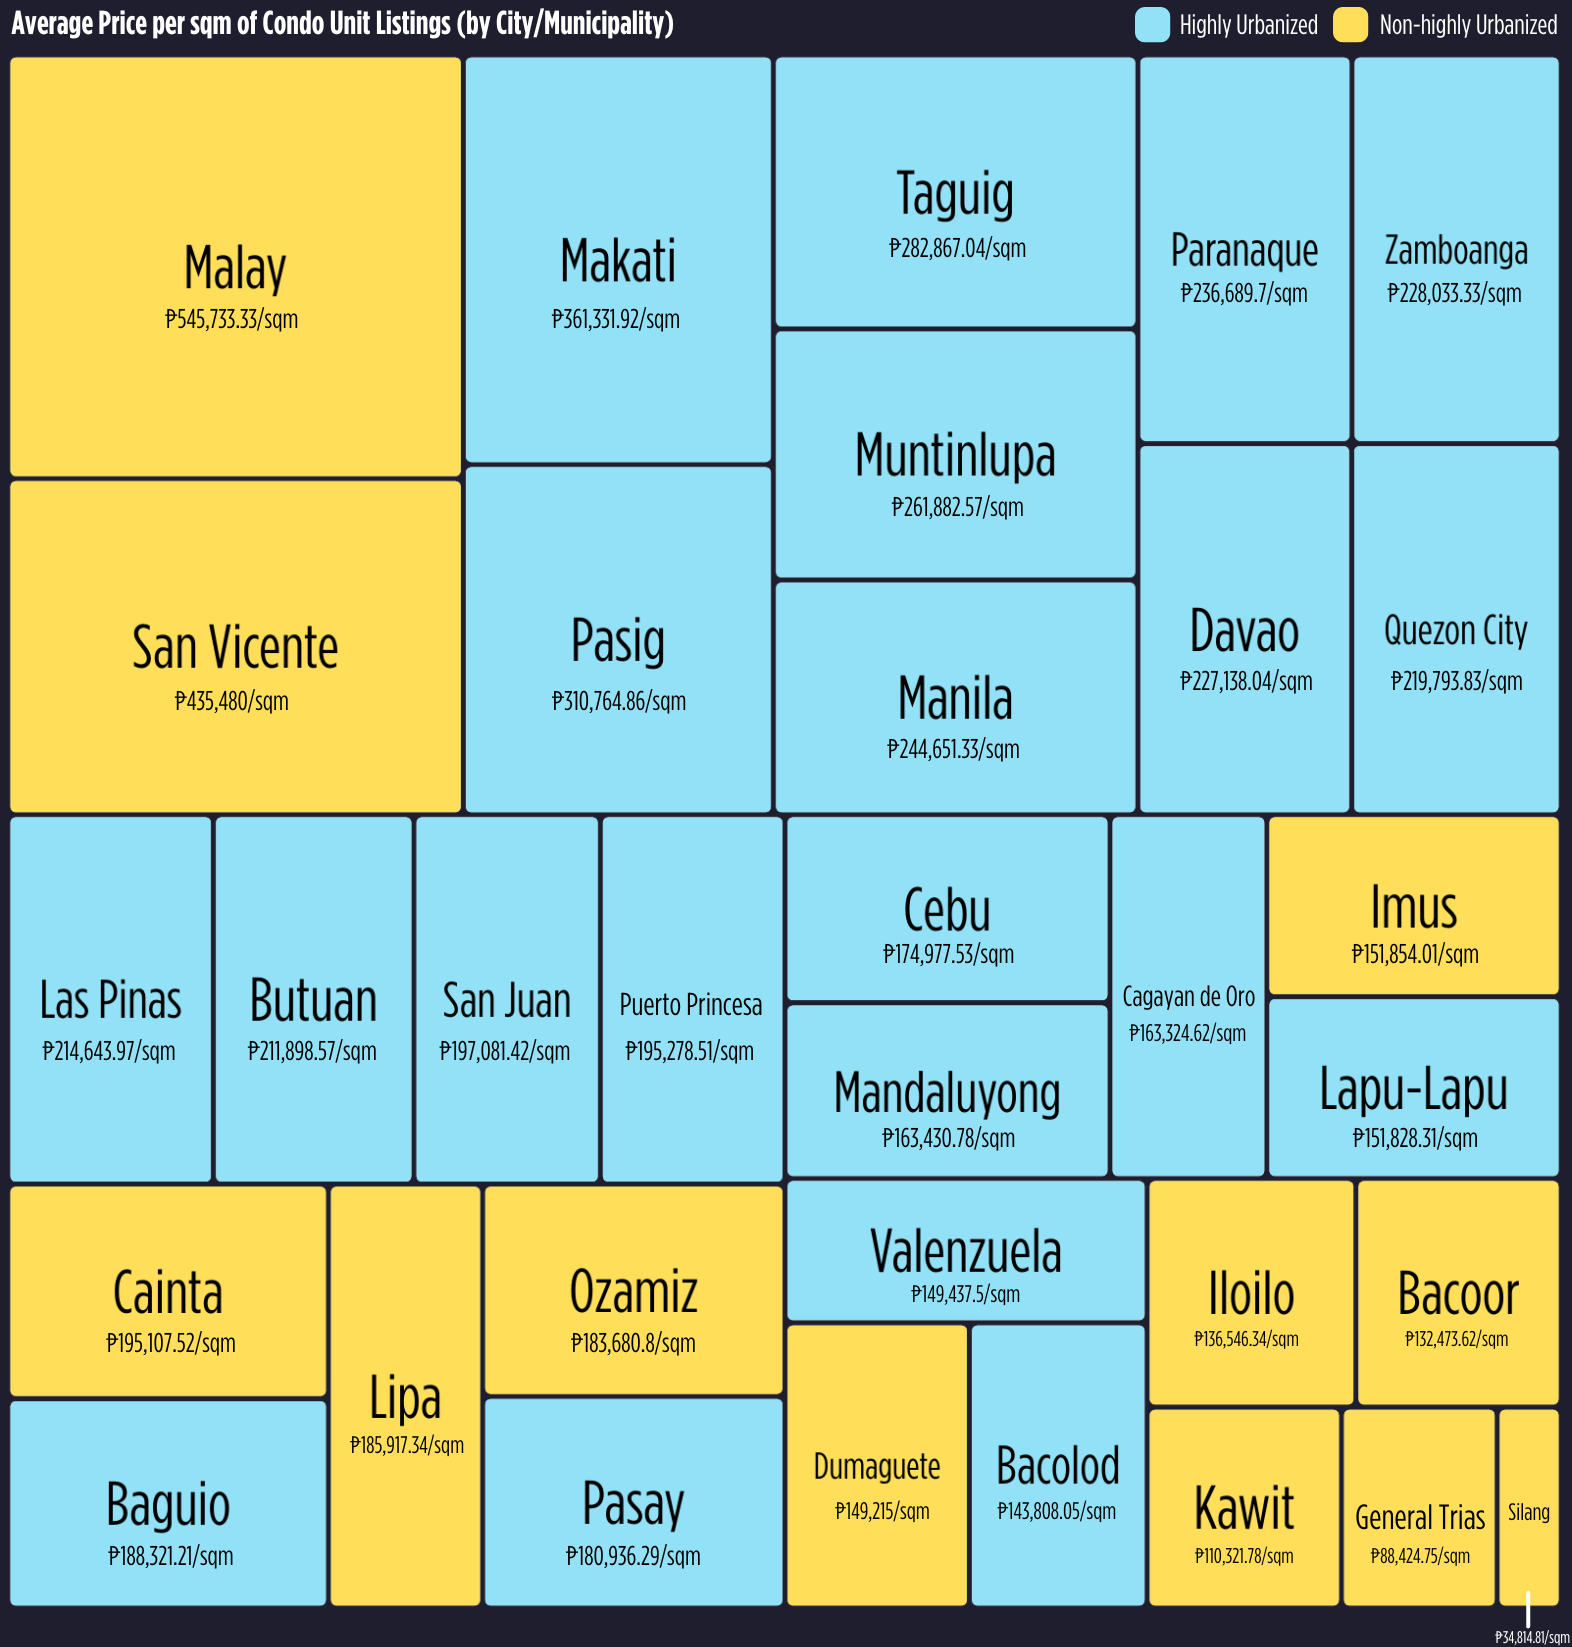 Average Price per sqm of Condo Unit Listings (by City/Municipality)
Highly Urbanized
Non-highly Urbanized
Malay
₱545,733.33/sqm
Makati
₱361,331.92/sqm
Taguig
₱282,867.04/sqm
Paranaque
₱236,689.7/sqm
Zamboanga
₱228,033.33/sqm
Muntinlupa
₱261,882.57/sqm
San Vicente
₱435,480/sqm
Pasig
₱310,764.86/sqm
Manila
₱244,651.33/sqm
Davao
₱227,138.04/sqm
Quezon City
₱219,793.83/sqm
Las Pinas
₱214,643.97/sqm
Butuan
₱211,898.57/sqm
San Juan
₱197,081.42/sqm
Puerto Princesa
₱195,278.51/sqm
Cebu
₱174,977.53/sqm
Mandaluyong
₱163,430.78/sqm
Cagayan de Oro
₱163,324.62/sqm
Imus
₱151,854.01/sqm
Lapu-Lapu
₱151,828.31/sqm
Cainta
₱195,107.52/sqm
Baguio
₱188,321.21/sqm
Lipa
₱185,917.34/sqm
Ozamiz
₱183,680.8/sqm
Pasay
₱180,936.29/sqm
Valenzuela
₱149,437.5/sqm
Dumaguete
₱149,215/sqm
Bacolod
₱143,808.05/sqm
Iloilo
₱136,546.34/sqm
Bacoor
₱132,473.62/sqm
Kawit
₱110,321.78/sqm
General Trias
₱88,424.75/sqm
Silang
₱34,814.81/sqm